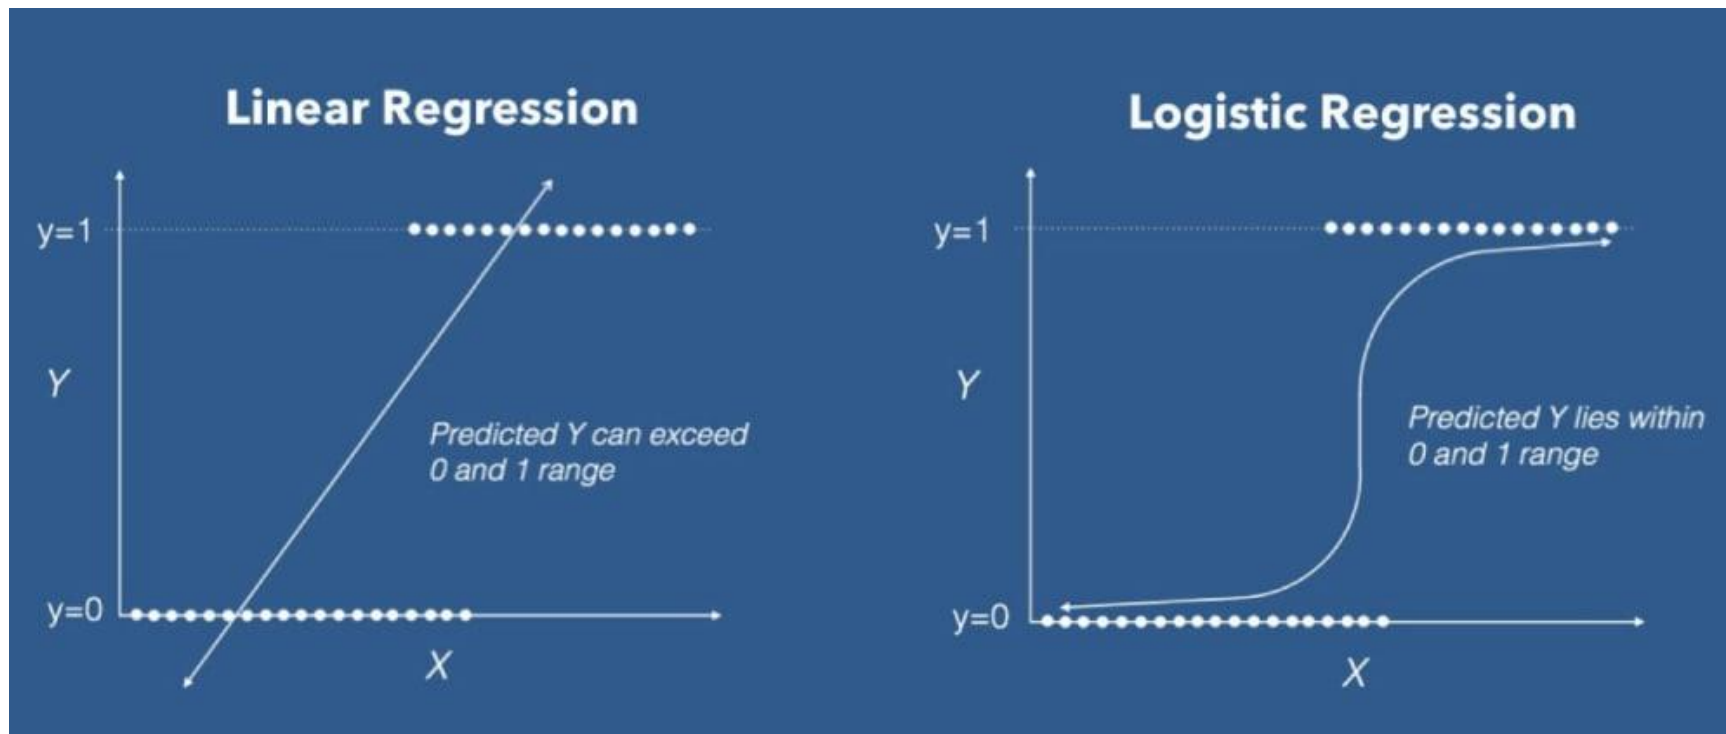 Linear Regression
y=1
Y
Predicted Y can exceed
0 and 1 range
y=0
X
Logistic Regression
y=1
Y
Predicted Y lies within
0 and 1 range
y=0
X